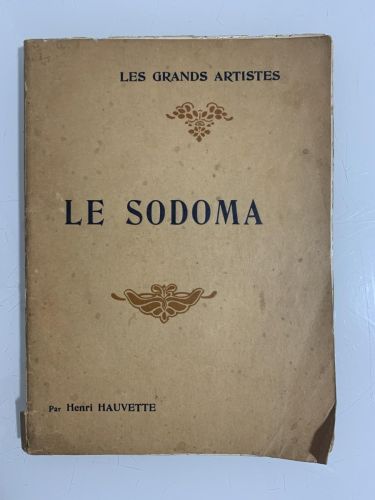 LES GRANDS ARTISTES
LE SODOMA
Par Henri HAUVETTE